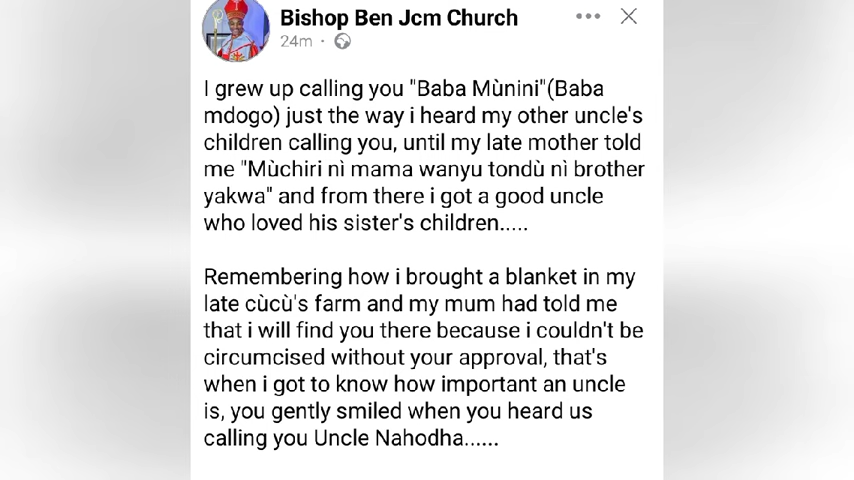 Bishop Ben Jcm Church
24m
I grew up calling you "Baba Mùnini"(Baba
mdogo) just the way i heard my other uncle's
children calling you, until my late mother told
me "Mùchiri nì mama wanyu tondù nì brother
yakwa" and from there i got a good uncle
who loved his sister's children.....
Remembering how i brought a blanket in my
late cùcù's farm and my mum had told me
that i will find you there because i couldn't be
circumcised without your approval, that's
when i got to know how important an uncle
is, you gently smiled when you heard us
calling you Uncle Nahodha......